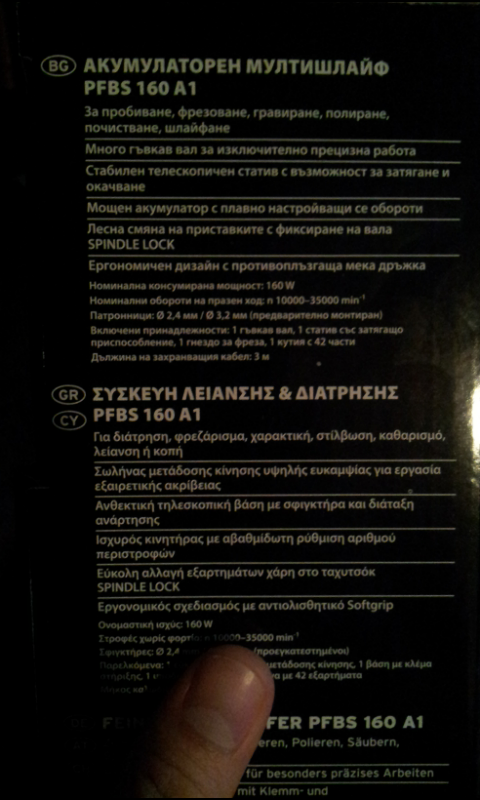 BG АКУМУЛАТОРЕН МУЛТИШЛАЙФ
PFBS 160 A1
За пробиване, фрезоване, гравиране, полиране,
почистване, шлайфане
Много гъвкав вал за изключително прецизна работа
Стабилен телескопичен статив с възможност за затягане и
окачване
Мощен акумулатор с плавно настройващи се обороти
Лесна смяна на приставките с фиксиране на вала
SPINDLE LOCK
Ергономичен дизайн с противоплъзгаща мека дръжка
Номинална консумирана мощност: 160 W
Номинални обороти на празен ход: n 10000–35000 min⁻¹
Патронници: Ø 2,4 мм / Ø 3,2 мм (предварително монтиран)
Включени принадлежности: 1 гъвкав вал, 1 статив със затягащо
приспособление, 1 гнездо за фреза, 1 кутия с 42 части
Дължина на захранващия кабел: 3 м
GR ΣΥΣΚΕΥΗ ΛΕΙΑΝΣΗΣ & ΔΙΑΤΡΗΣΗΣ
CY PFBS 160 A1
Για διάτρηση, φρεζάρισμα, χαρακτική, στίλβωση, καθαρισμό,
λείανση ή κοπή
Σωλήνας μετάδοσης κίνησης υψηλής ευκαμψίας για εργασία
εξαιρετικής ακρίβειας
Ανθεκτική τηλεσκοπική βάση με σφιγκτήρα και διάταξη
ανάρτησης
Ισχυρός κινητήρας με αβαθμίδωτη ρύθμιση αριθμού
περιστροφών
Εύκολη αλλαγή εξαρτημάτων χάρη στο ταχυτσόκ
SPINDLE LOCK
Εργονομικός σχεδιασμός με αντιολισθητικό Softgrip
Ονομαστική ισχύς: 160 W
Στροφές χωρίς φορτίο: n 10000–35000 min⁻¹
Σφιγκτήρες: Ø 2,4 /προεγκατεστημένοι)
Παρελκόμενα: μετάδοσης κίνησης, 1 βάση με κλέμα
στήριξης, 1 με 42 εξαρτήματα
FER PFBS 160 A1
eren, Polieren, Säubern,
für besonders präzises Arbeiten
mit Klemm- und